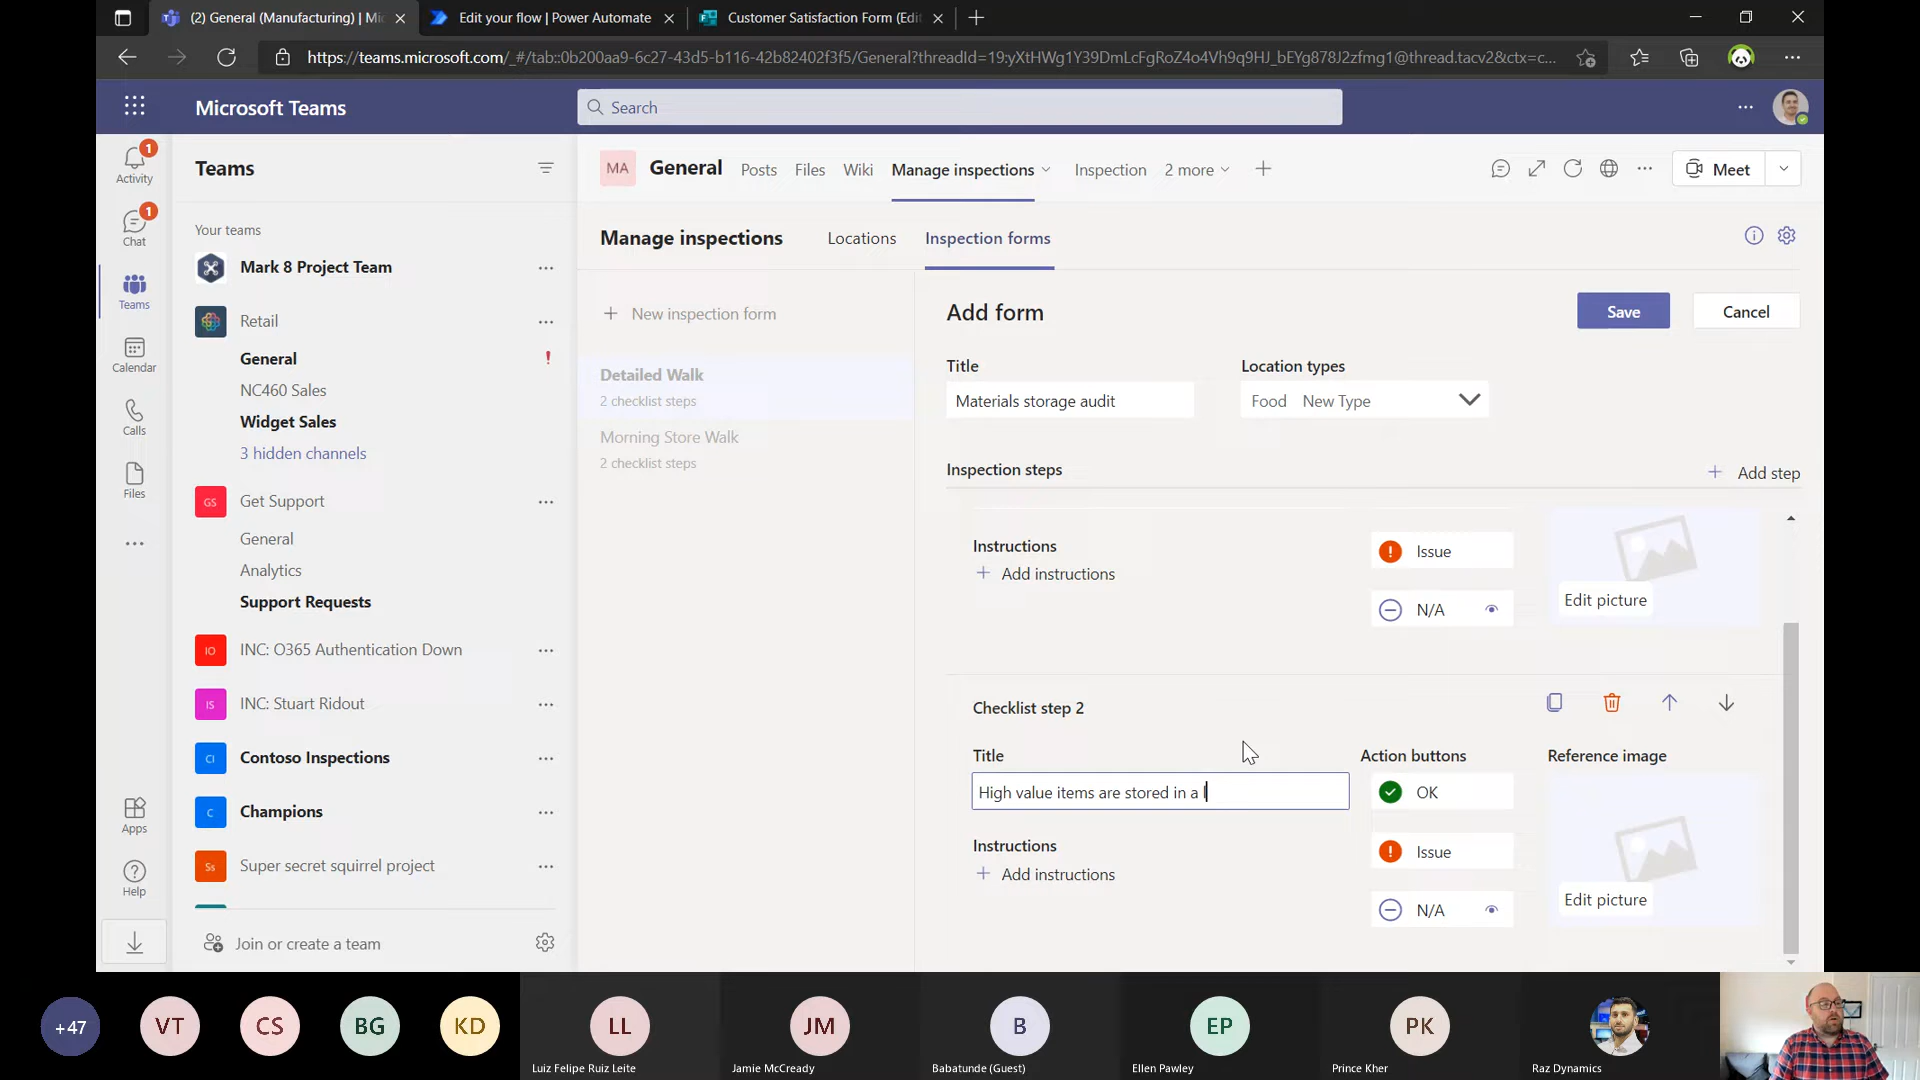 (2) General (Manufacturing) | Mi
Edit your flow | Power Automate
Customer Satisfaction Form (Edi
https://teams.microsoft.com/_#/tab::0b200aa9-6c27-43d5-b116-42b82402f3f5/General?threadId=19:yXtHWg1Y39DmLcFgRoZ4o4Vh9q9HJ_bEYg878J2zfmg1@thread.tacv2&ctx=c...
Microsoft Teams
Search
Activity
1
Chat
1
Teams
Calendar
Calls
Files
Apps
Help
Teams
Your teams
Mark 8 Project Team
Retail
General
!
NC460 Sales
Widget Sales
3 hidden channels
GS
Get Support
General
Analytics
Support Requests
IO
INC: O365 Authentication Down
IS
INC: Stuart Ridout
CI
Contoso Inspections
C
Champions
Ss
Super secret squirrel project
Join or create a team
MA
General
Posts
Files
Wiki
Manage inspections
Inspection
2 more
Meet
Manage inspections
Locations
Inspection forms
New inspection form
Detailed Walk
2 checklist steps
Morning Store Walk
2 checklist steps
Add form
Save
Cancel
Title
Location types
Materials storage audit
Food New Type
Inspection steps
Add step
Instructions
Add instructions
Issue
N/A
Edit picture
Checklist step 2
Title
Action buttons
Reference image
High value items are stored in a l
OK
Instructions
Add instructions
Issue
N/A
Edit picture
+47
VT
CS
BG
KD
LL
Luiz Felipe Ruiz Leite
JM
Jamie McCready
B
Babatunde (Guest)
EP
Ellen Pawley
PK
Prince Kher
Raz Dynamics